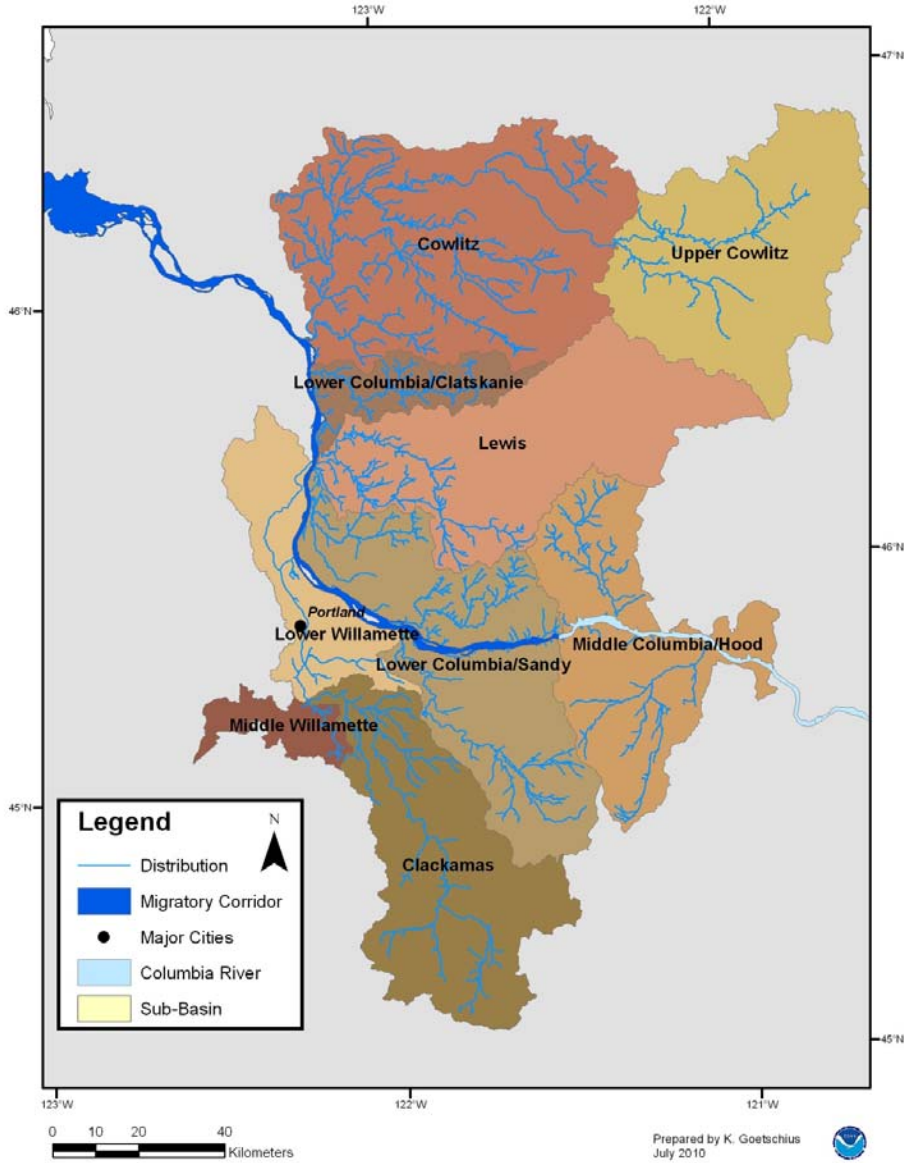 123°W
122°W
47°N
Cowlitz
Upper Cowlitz
46°N
Lower Columbia/Clatskanie
Lewis
46°N
Portland
Lower Willamette
Middle Columbia/Hood
Lower Columbia/Sandy
Middle Willamette
45°N
Legend
N
Distribution
Clackamas
Migratory Corridor
Major Cities
Columbia River
Sub-Basin
45°N
123°W
122°W
121°W
0 10 20 40
Kilometers
Prepared by K. Goetschius
July 2010